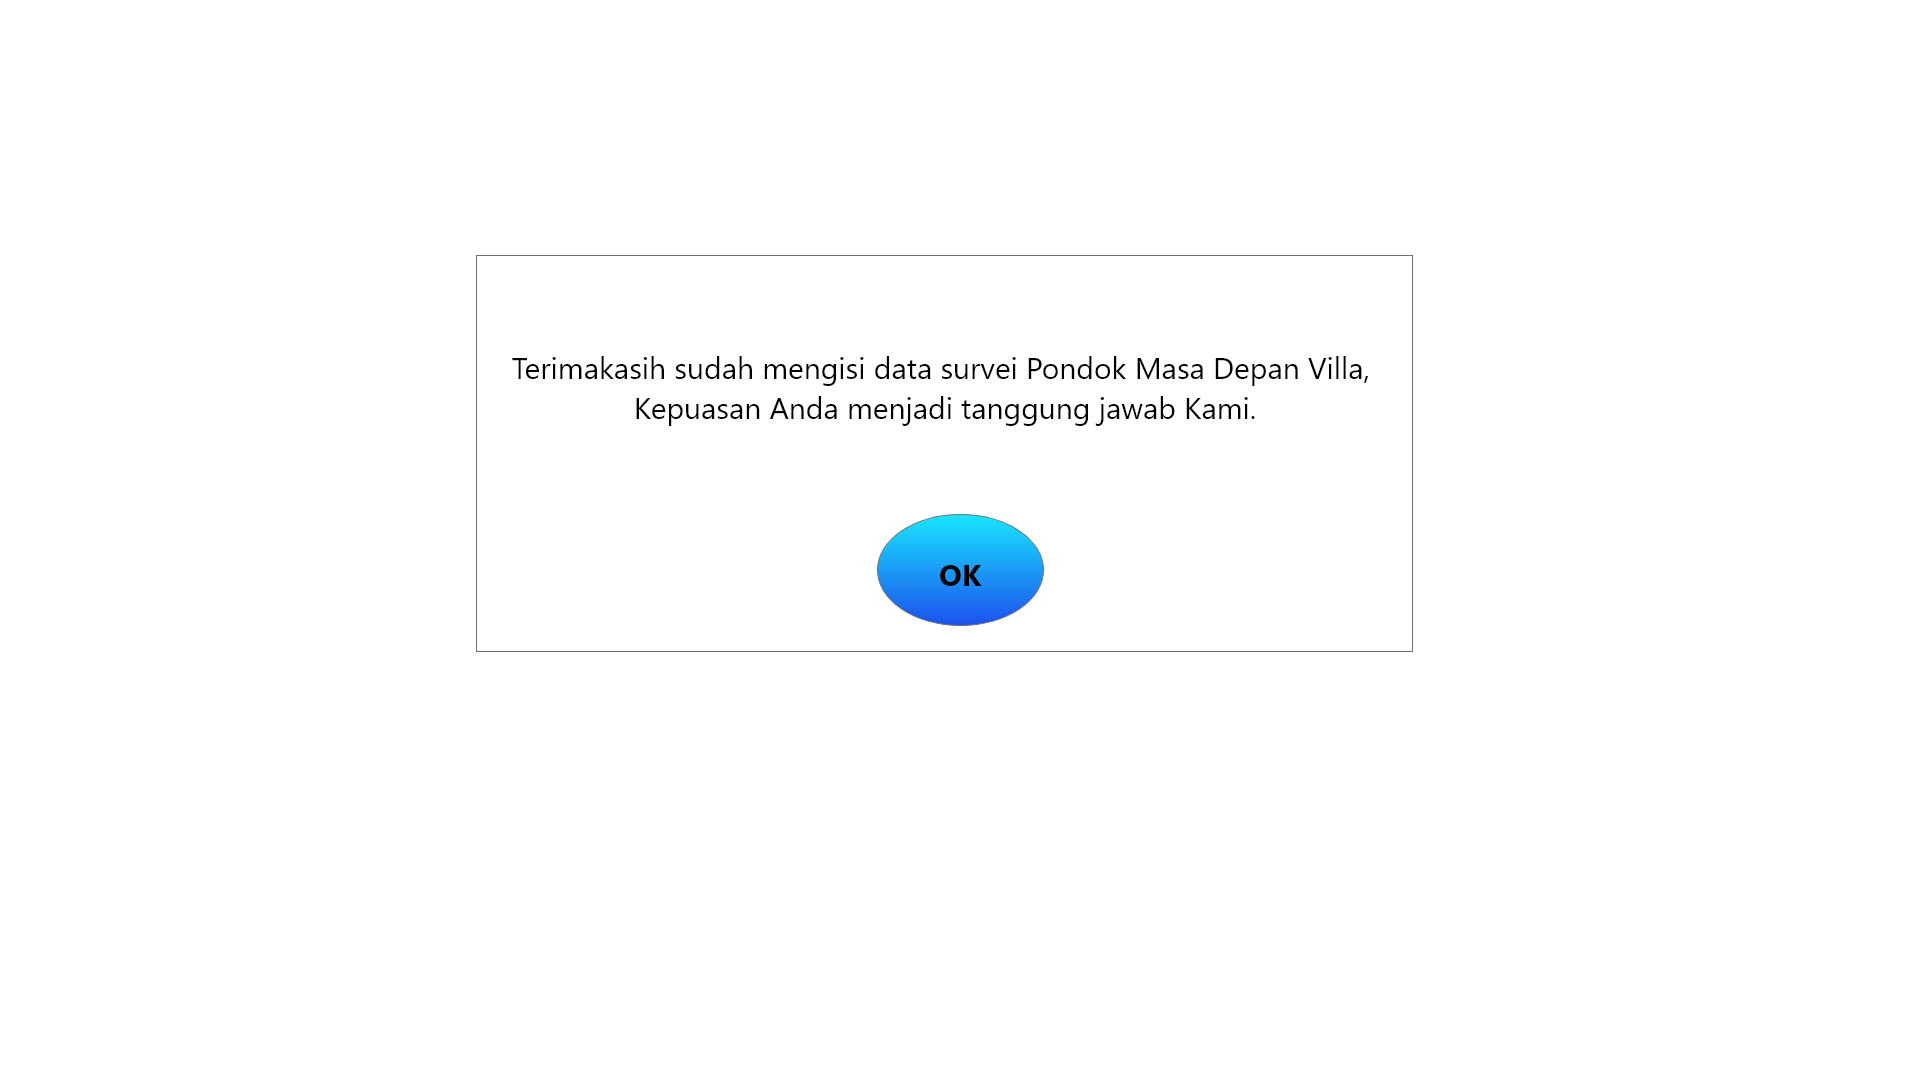 Terimakasih sudah mengisi data survei Pondok Masa Depan Villa,
Kepuasan Anda menjadi tanggung jawab Kami.
OK